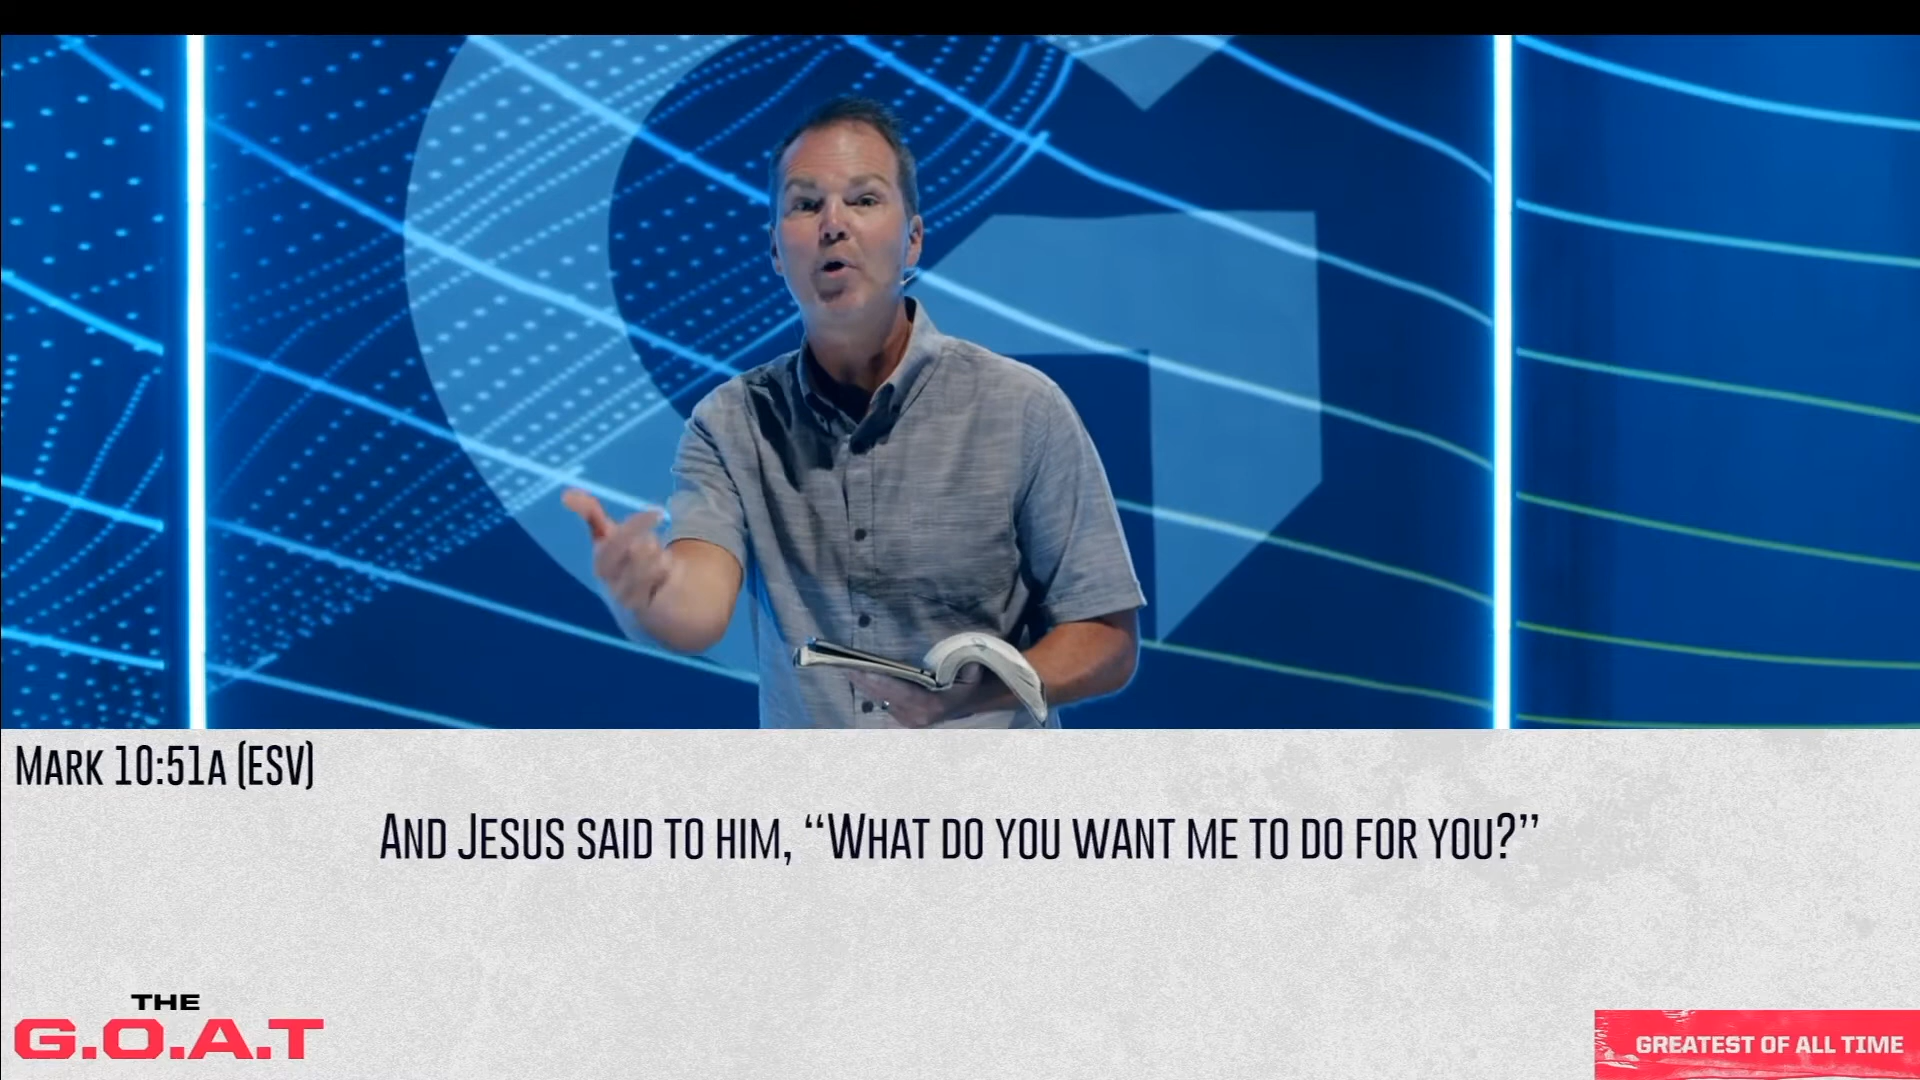 G
Mark 10:51a (ESV)
And Jesus said to him, “What do you want me to do for you?”
THE
G.O.A.T
GREATEST OF ALL TIME